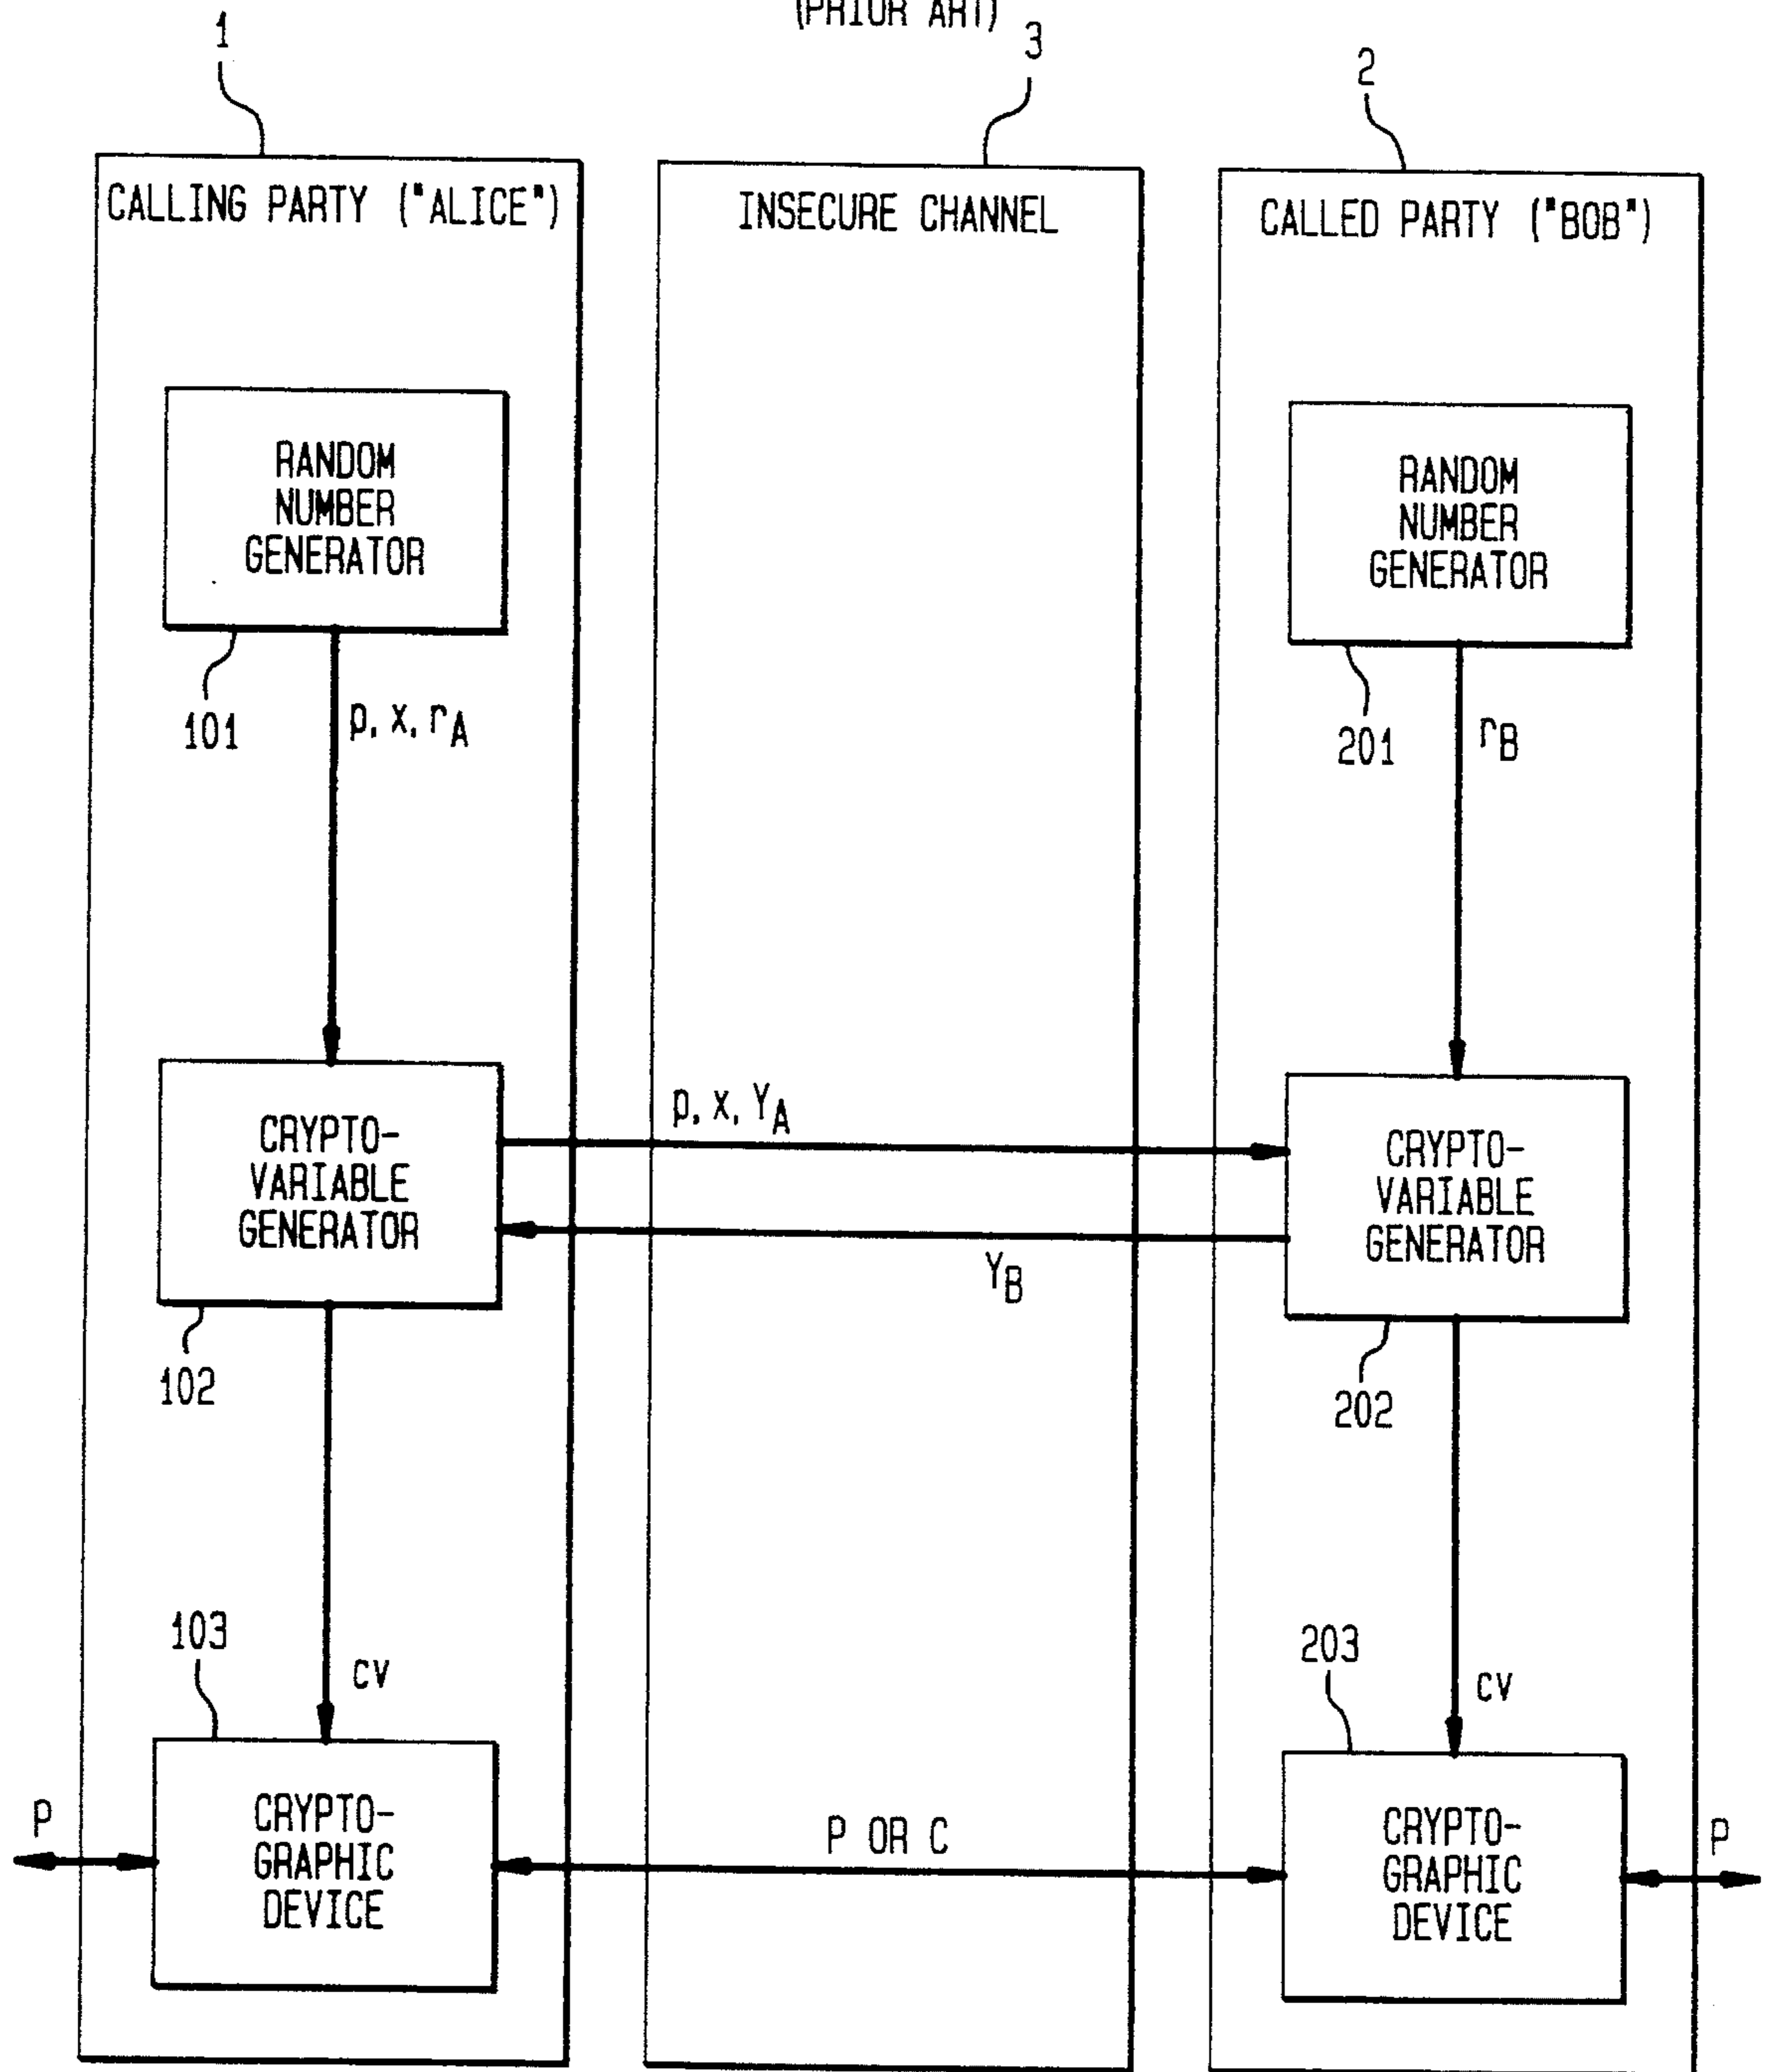 (PRIOR ART)
1
3
2
CALLING PARTY ("ALICE")
INSECURE CHANNEL
CALLED PARTY ("BOB")
RANDOM
NUMBER
GENERATOR
RANDOM
NUMBER
GENERATOR
101
p, x, rA
201
rB
CRYPTO-
VARIABLE
GENERATOR
p, x, YA
CRYPTO-
VARIABLE
GENERATOR
YB
102
202
103
cv
203
cv
P
CRYPTO-
GRAPHIC
DEVICE
P OR C
CRYPTO-
GRAPHIC
DEVICE
P